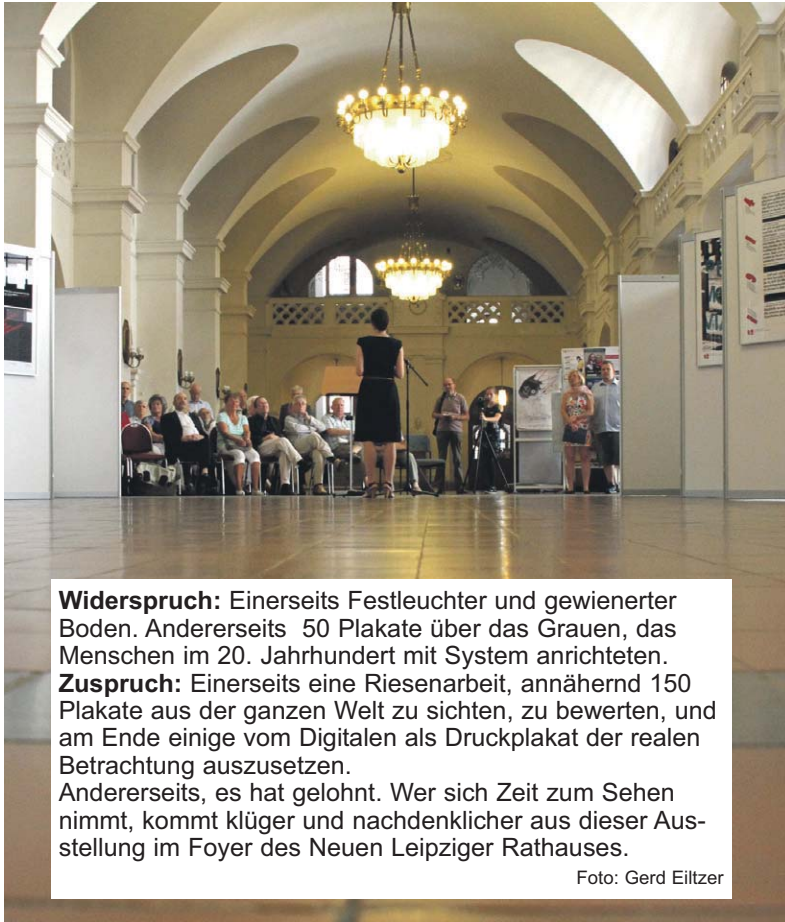 Widerspruch: Einerseits Festleuchter und gewienerter
Boden. Andererseits  50 Plakate über das Grauen, das
Menschen im 20. Jahrhundert mit System anrichteten.
Zuspruch: Einerseits eine Riesenarbeit, annähernd 150
Plakate aus der ganzen Welt zu sichten, zu bewerten, und
am Ende einige vom Digitalen als Druckplakat der realen
Betrachtung auszusetzen.
Andererseits, es hat gelohnt. Wer sich Zeit zum Sehen
nimmt, kommt klüger und nachdenklicher aus dieser Aus-
stellung im Foyer des Neuen Leipziger Rathauses.
Foto: Gerd Eiltzer